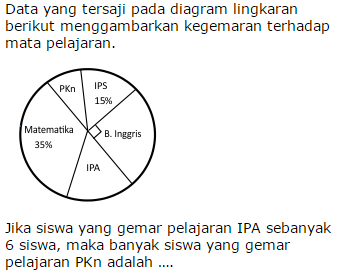 Data yang tersaji pada diagram lingkaran
berikut menggambarkan kegemaran terhadap
mata pelajaran.
PKn
IPS
15%
Matematika
35%
B. Inggris
IPA
Jika siswa yang gemar pelajaran IPA sebanyak
6 siswa, maka banyak siswa yang gemar
pelajaran PKn adalah ....